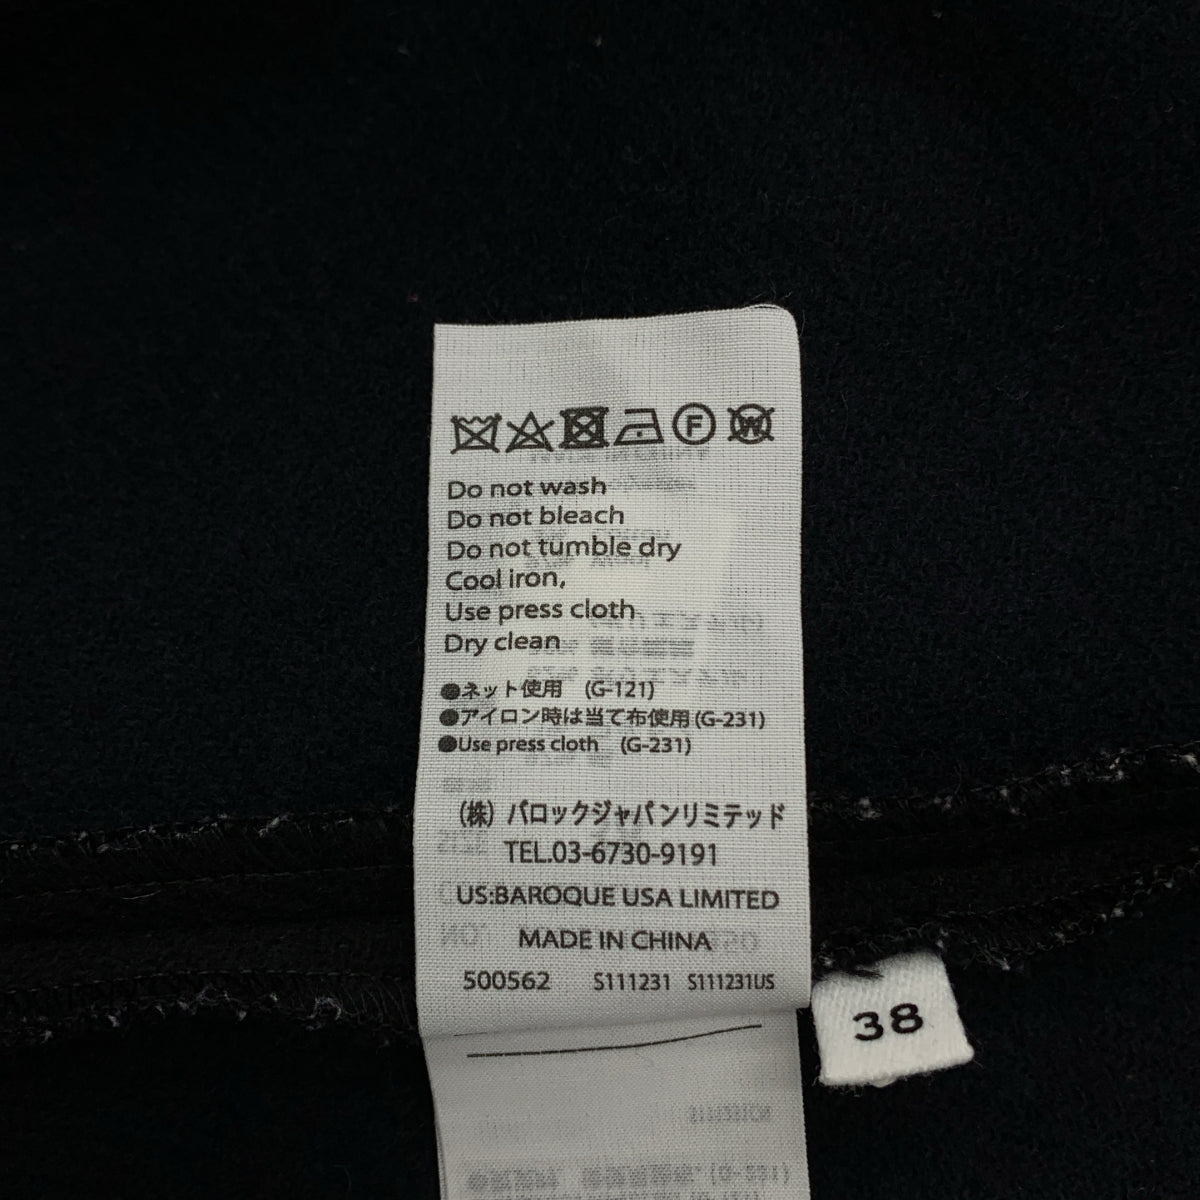 F W
Do not wash
Do not bleach
Do not tumble dry
Cool iron,
Use press cloth
Dry clean
●ネット使用 (G-121)
●アイロン時は当て布使用(G-231)
●Use press cloth (G-231)
(株) バロックジャパンリミテッド
TEL.03-6730-9191
US:BAROQUE USA LIMITED
MADE IN CHINA
500562 S111231 S111231US
38